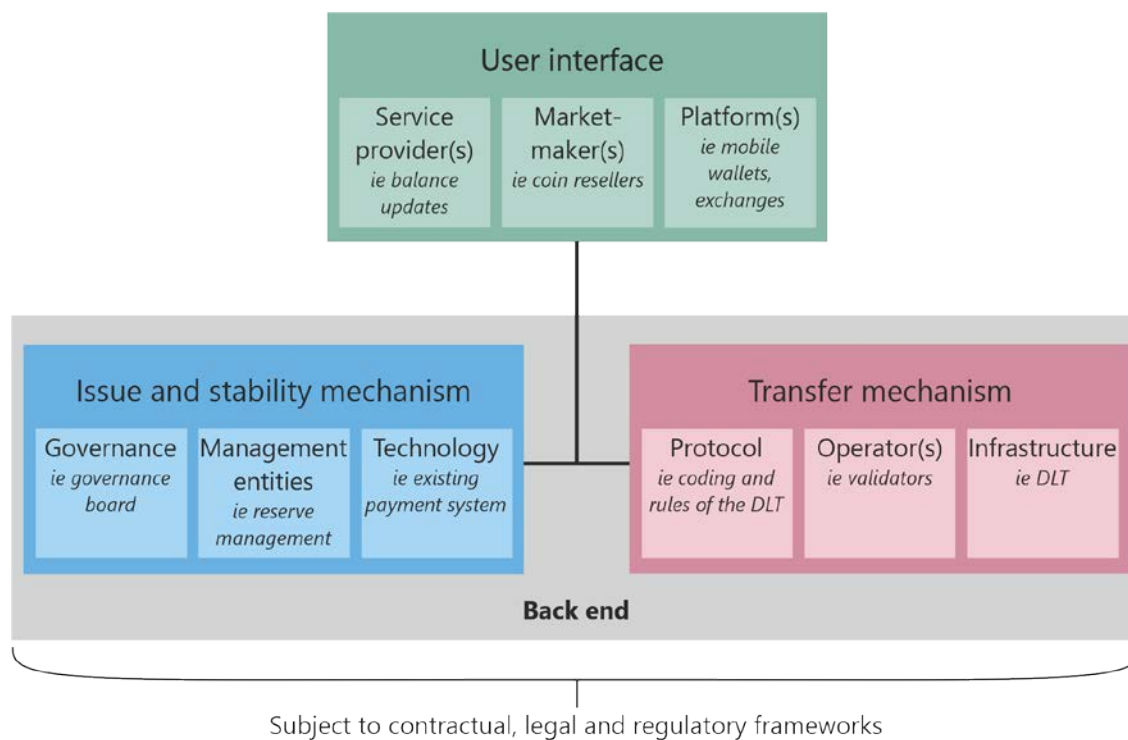 User interface
Service
provider(s)
ie balance
updates
Market-
maker(s)
ie coin resellers
Platform(s)
ie mobile
wallets,
exchanges
Issue and stability mechanism
Governance
ie governance
board
Management
entities
ie reserve
management
Technology
ie existing
payment system
Transfer mechanism
Protocol
ie coding and
rules of the DLT
Operator(s)
ie validators
Infrastructure
ie DLT
Back end
Subject to contractual, legal and regulatory frameworks